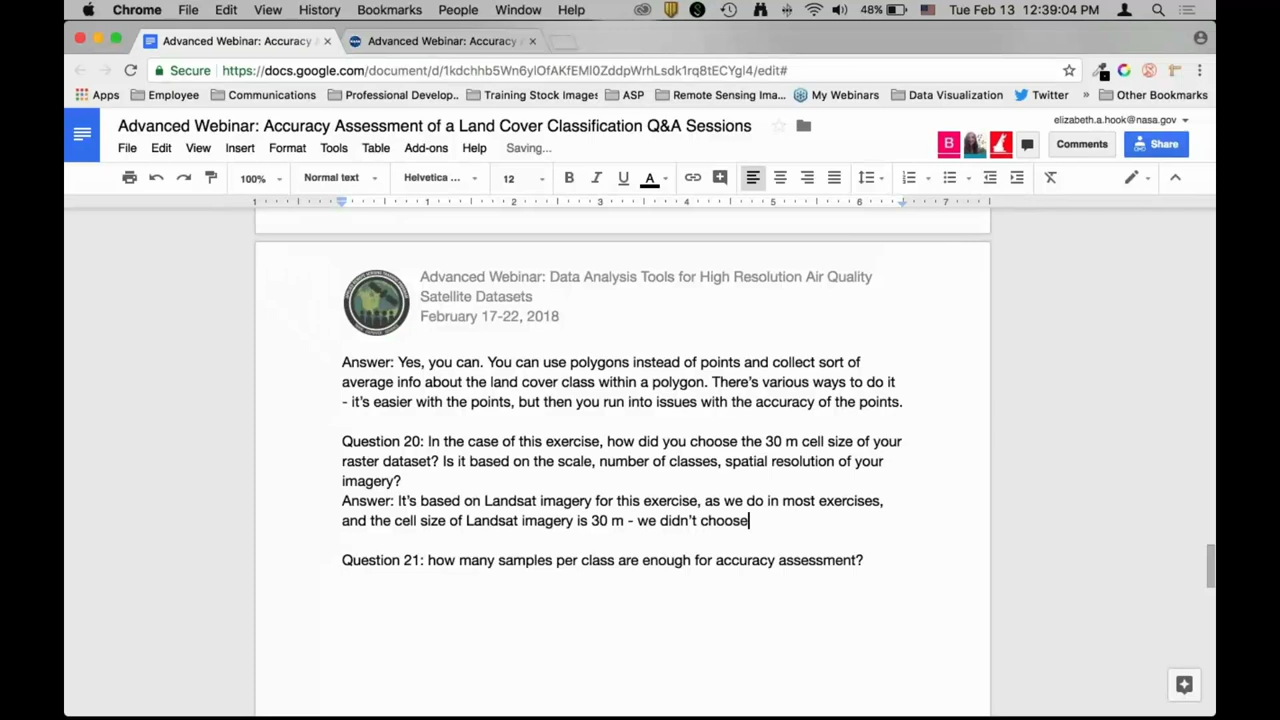 Chrome File Edit View History Bookmarks People Window Help 48% Tue Feb 13 12:39:04 PM
Advanced Webinar: Accuracy Advanced Webinar: Accuracy
Secure https://docs.google.com/document/d/1kdchhb5Wn6ylOfAKfEMl0ZddpWrhLsdk1rq8tECYgl4/edit#
Apps Employee Communications Professional Develop.. Training Stock Images ASP Remote Sensing Ima... My Webinars Data Visualization Twitter » Other Bookmarks
Advanced Webinar: Accuracy Assessment of a Land Cover Classification Q&A Sessions
elizabeth.a.hook@nasa.gov
File Edit View Insert Format Tools Table Add-ons Help Saving...
B Comments Share
100% Normal text Helvetica ... 12 B I U A
1 1 2 3 4 5 6 7
Advanced Webinar: Data Analysis Tools for High Resolution Air Quality
Satellite Datasets
February 17-22, 2018
Answer: Yes, you can. You can use polygons instead of points and collect sort of
average info about the land cover class within a polygon. There's various ways to do it
- it's easier with the points, but then you run into issues with the accuracy of the points.
Question 20: In the case of this exercise, how did you choose the 30 m cell size of your
raster dataset? Is it based on the scale, number of classes, spatial resolution of your
imagery?
Answer: It's based on Landsat imagery for this exercise, as we do in most exercises,
and the cell size of Landsat imagery is 30 m - we didn't choose
Question 21: how many samples per class are enough for accuracy assessment?